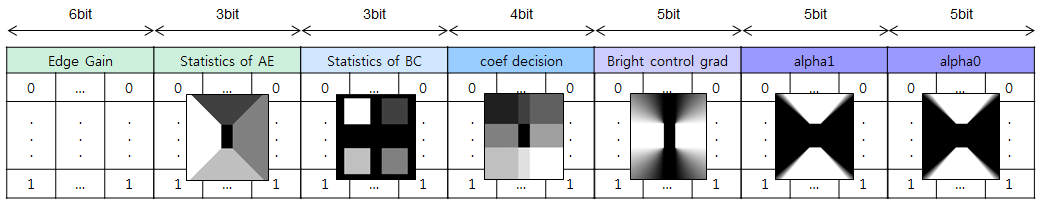 6bit 3bit 3bit 4bit 5bit 5bit 5bit
Edge Gain Statistics of AE Statistics of BC coef decision Bright control grad alpha1 alpha0
0 ... 0 0 ... 0 0 ... 0 0 ... 0 0 ... 0 0 ... 0 0 ... 0
1 ... 1 1 ... 1 1 ... 1 1 ... 1 1 ... 1 1 ... 1 1 ... 1